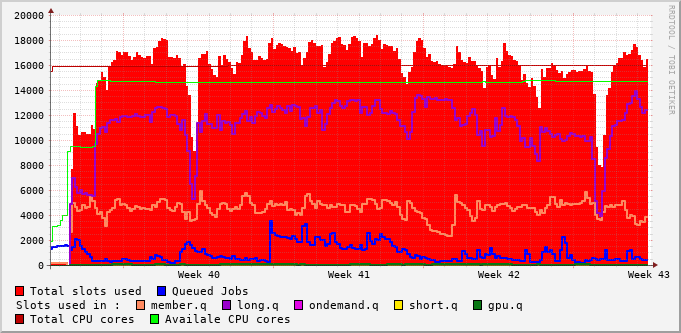 20000
18000
16000
14000
12000
10000
8000
6000
4000
2000
0
Week 40 Week 41 Week 42 Week 43
RRDTOOL / TOBI OETIKER
Total slots used Queued Jobs
Slots used in : member.q long.q ondemand.q short.q gpu.q
Total CPU cores Availale CPU cores